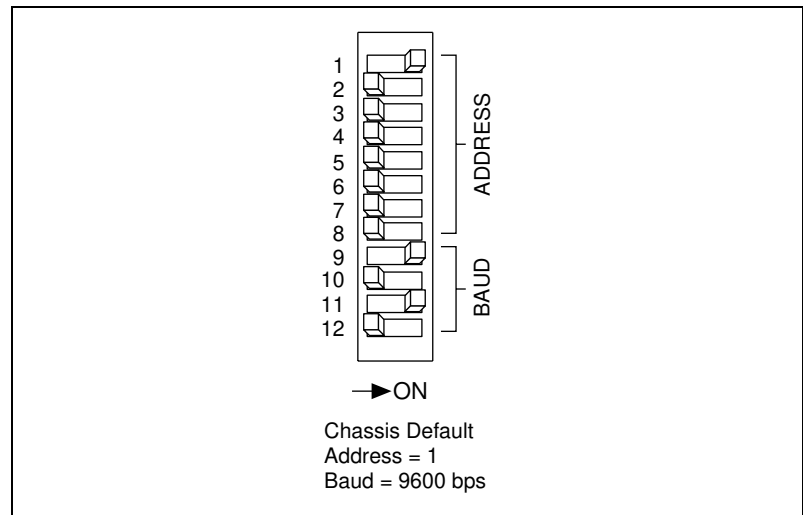 1
2
3
4
5
6
7
8
9
10
11
12
ADDRESS
BAUD
ON
Chassis Default
Address = 1
Baud = 9600 bps